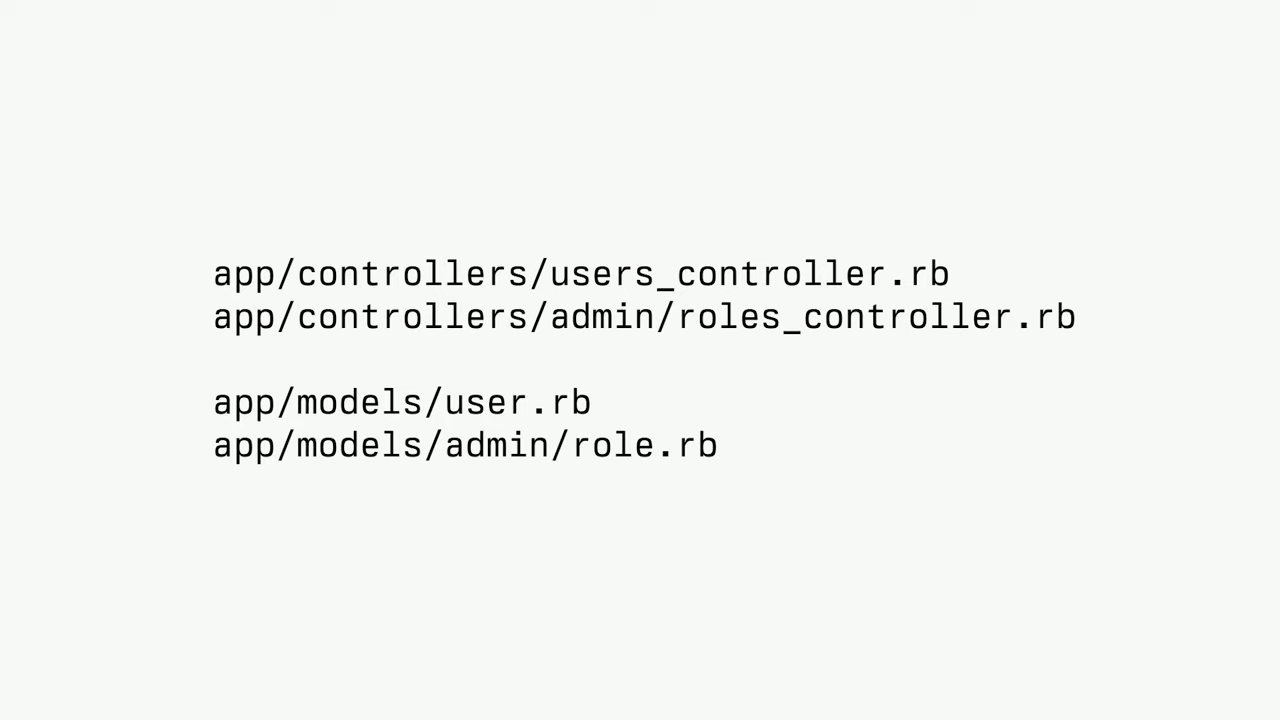 app/controllers/users_controller.rb
app/controllers/admin/roles_controller.rb
app/models/user.rb
app/models/admin/role.rb